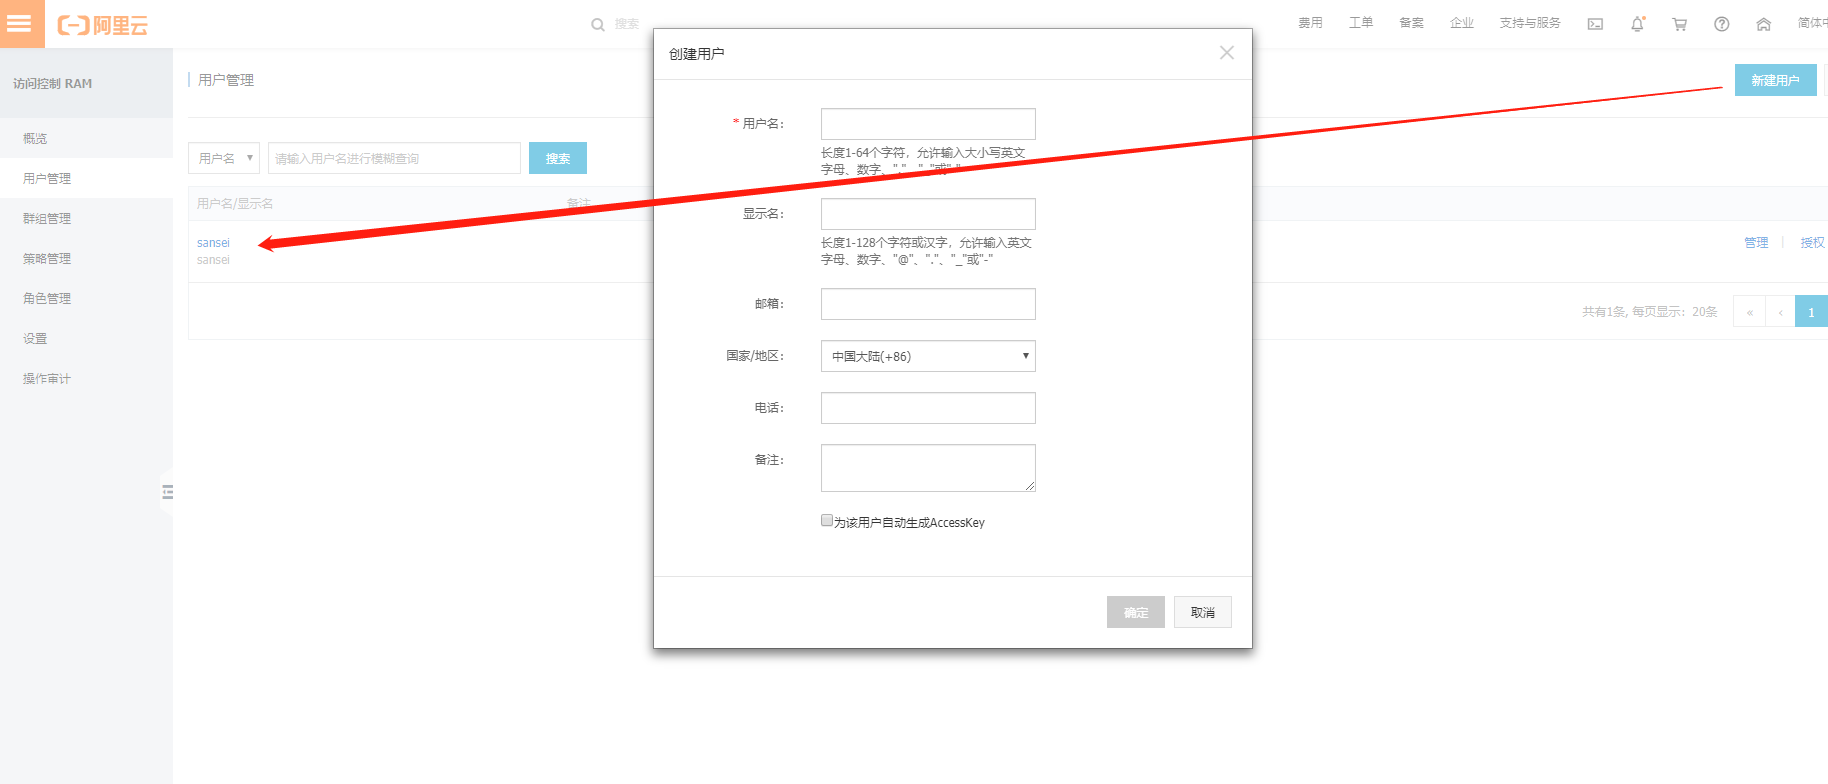 阿里云
搜索
费用
工单
备案
企业
支持与服务
简体中
访问控制 RAM
概览
用户管理
群组管理
策略管理
角色管理
设置
操作审计
用户管理
新建用户
用户名
请输入用户名进行模糊查询
搜索
用户名/显示名
备注
sansei
sansei
管理
授权
共有1条, 每页显示: 20条
«
‹
1
创建用户
* 用户名:
长度1-64个字符，允许输入大小写英文
字母、数字、
显示名:
长度1-128个字符或汉字，允许输入英文
字母、数字、"@"、"."、"_"或"-"
邮箱:
国家/地区:
中国大陆(+86)
电话:
备注:
为该用户自动生成AccessKey
确定
取消